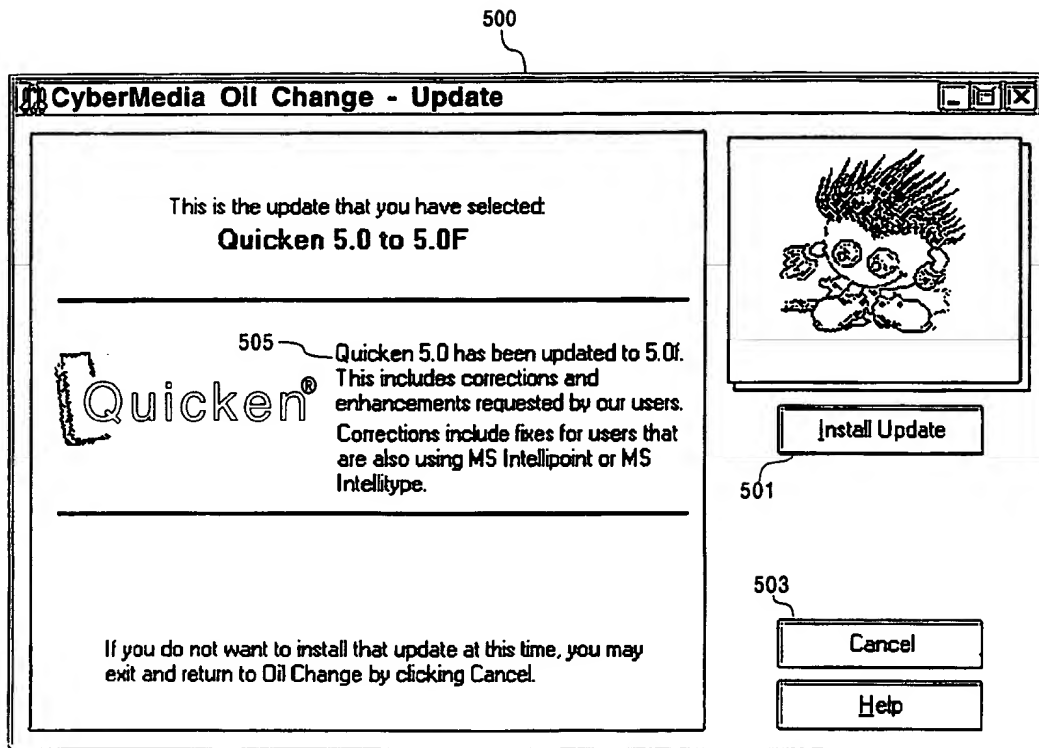 500
CyberMedia Oil Change - Update
This is the update that you have selected:
Quicken 5.0 to 5.0F
505
Quicken®
Quicken 5.0 has been updated to 5.0f.
This includes corrections and
enhancements requested by our users.
Corrections include fixes for users that
are also using MS Intellipoint or MS
Intellitype.
If you do not want to install that update at this time, you may
exit and return to Oil Change by clicking Cancel.
Install Update
501
503
Cancel
Help